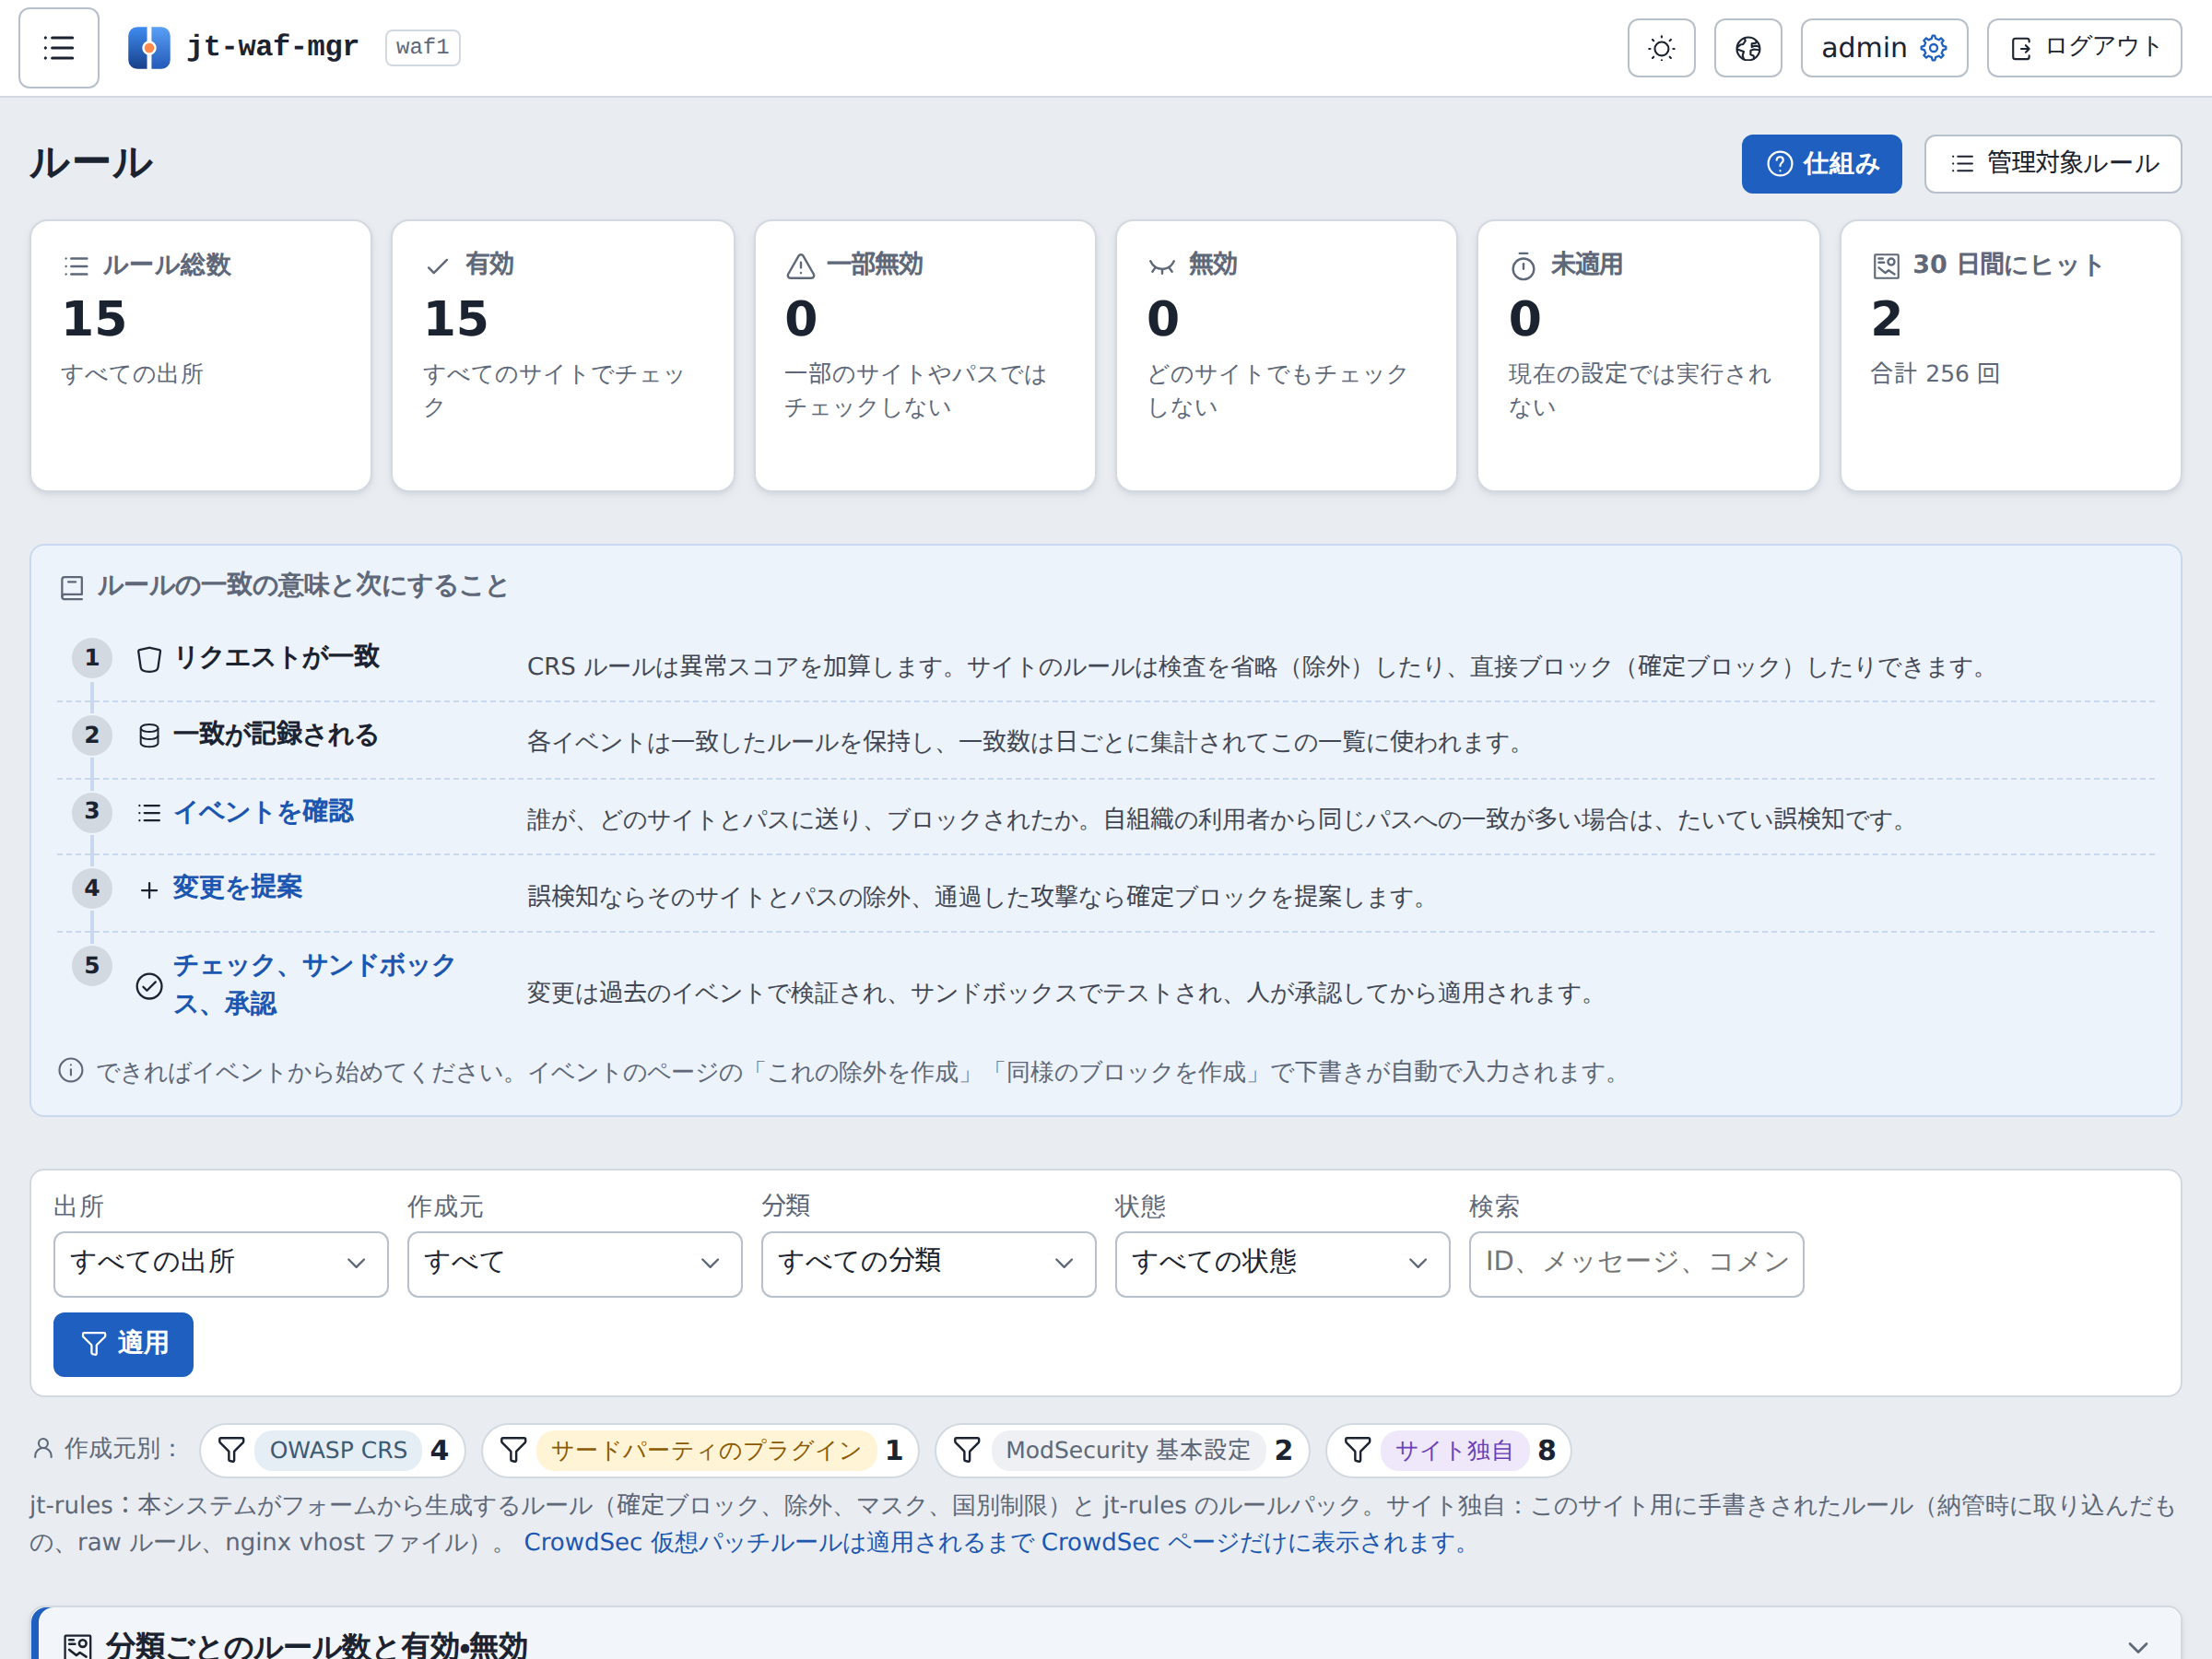 jt-waf-mgr waf1 admin ログアウト
ルール 仕組み 管理対象ルール
ルール総数 有効 一部無効 無効 未適用 30 日間にヒット
15 15 0 0 0 2
すべての出所 すべてのサイトでチェッ 一部のサイトやパスでは どのサイトでもチェック 現在の設定では実行され 合計 256 回
ク チェックしない しない ない
ルールの一致の意味と次にすること
1 リクエストが一致 CRS ルールは異常スコアを加算します。サイトのルールは検査を省略（除外）したり、直接ブロック（確定ブロック）したりできます。
2 一致が記録される 各イベントは一致したルールを保持し、一致数は日ごとに集計されてこの一覧に使われます。
3 イベントを確認 誰が、どのサイトとパスに送り、ブロックされたか。自組織の利用者から同じパスへの一致が多い場合は、たいてい誤検知です。
4 変更を提案 誤検知ならそのサイトとパスの除外、通過した攻撃なら確定ブロックを提案します。
5 チェック、サンドボック
ス、承認 変更は過去のイベントで検証され、サンドボックスでテストされ、人が承認してから適用されます。
できればイベントから始めてください。イベントのページの「これの除外を作成」「同様のブロックを作成」で下書きが自動で入力されます。
出所 作成元 分類 状態 検索
すべての出所 すべて すべての分類 すべての状態 ID、メッセージ、コメン
適用
作成元別： OWASP CRS 4 サードパーティのプラグイン 1 ModSecurity 基本設定 2 サイト独自 8
jt-rules：本システムがフォームから生成するルール（確定ブロック、除外、マスク、国別制限）と jt-rules のルールパック。サイト独自：このサイト用に手書きされたルール（納管時に取り込んだも
の、raw ルール、nginx vhost ファイル）。 CrowdSec 仮想パッチルールは適用されるまで CrowdSec ページだけに表示されます。
分類ごとのルール数と有効・無効